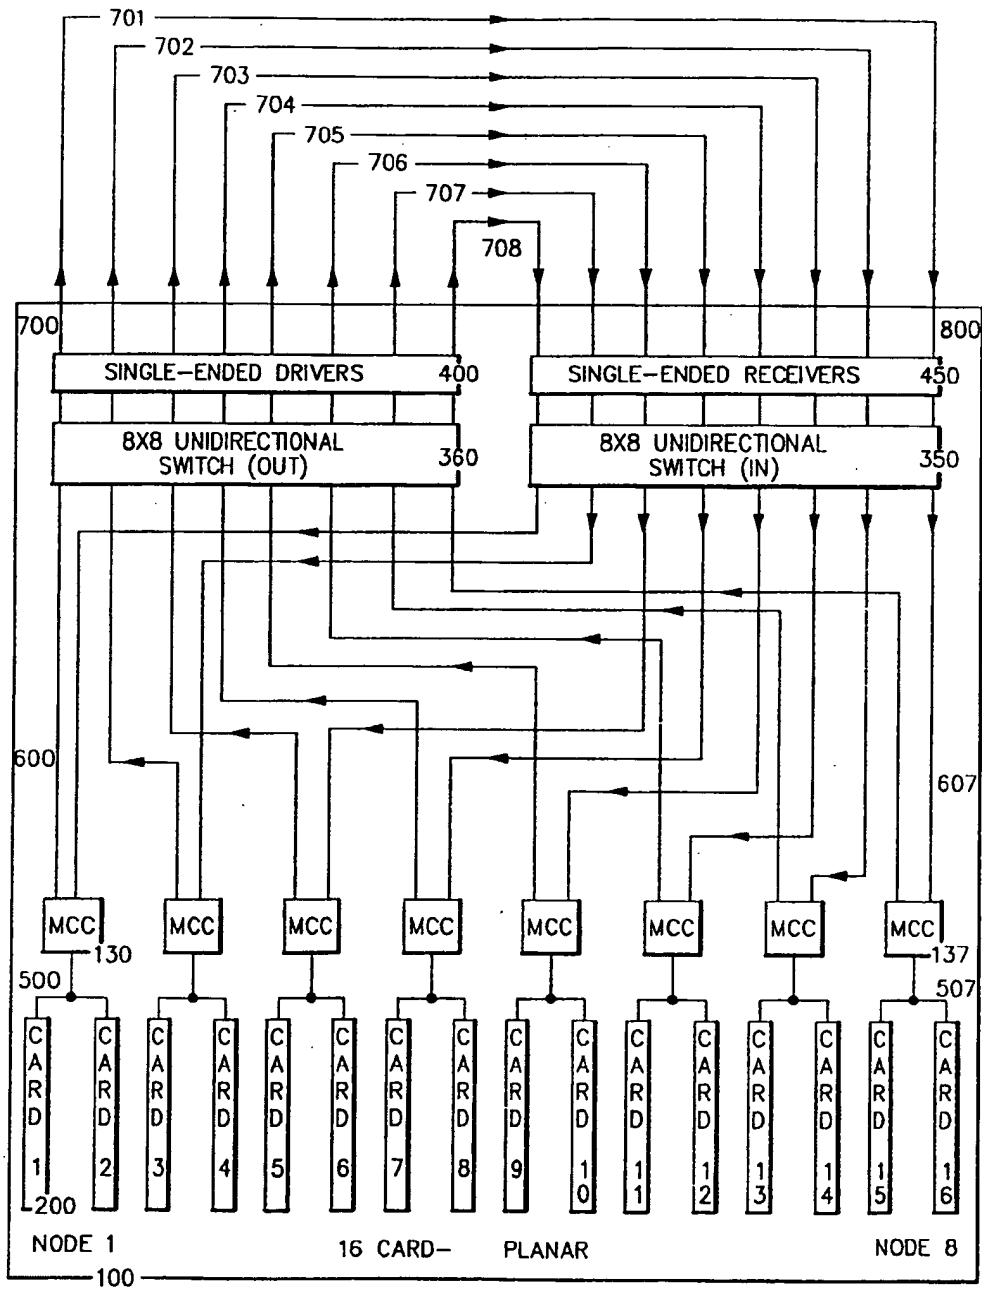 701
702
703
704
705
706
707
708
700
800
SINGLE-ENDED DRIVERS 400
SINGLE-ENDED RECEIVERS 450
8X8 UNIDIRECTIONAL
SWITCH (OUT)
360
8X8 UNIDIRECTIONAL
SWITCH (IN)
350
600
607
MCC MCC MCC MCC MCC MCC MCC MCC
130
137
500
507
CARD 1
CARD 2
CARD 3
CARD 4
CARD 5
CARD 6
CARD 7
CARD 8
CARD 9
CARD 10
CARD 11
CARD 12
CARD 13
CARD 14
CARD 15
CARD 16
200
NODE 1
16 CARD- PLANAR
NODE 8
100